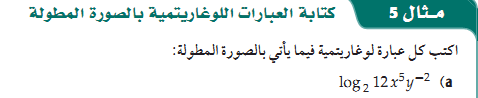 مثال 5 كتابة العبارات اللوغاريتمية بالصورة المطولة
اكتب كل عبارة لوغاريتمية فيما يأتي بالصورة المطولة:
a) log₂ 12x⁵y⁻²